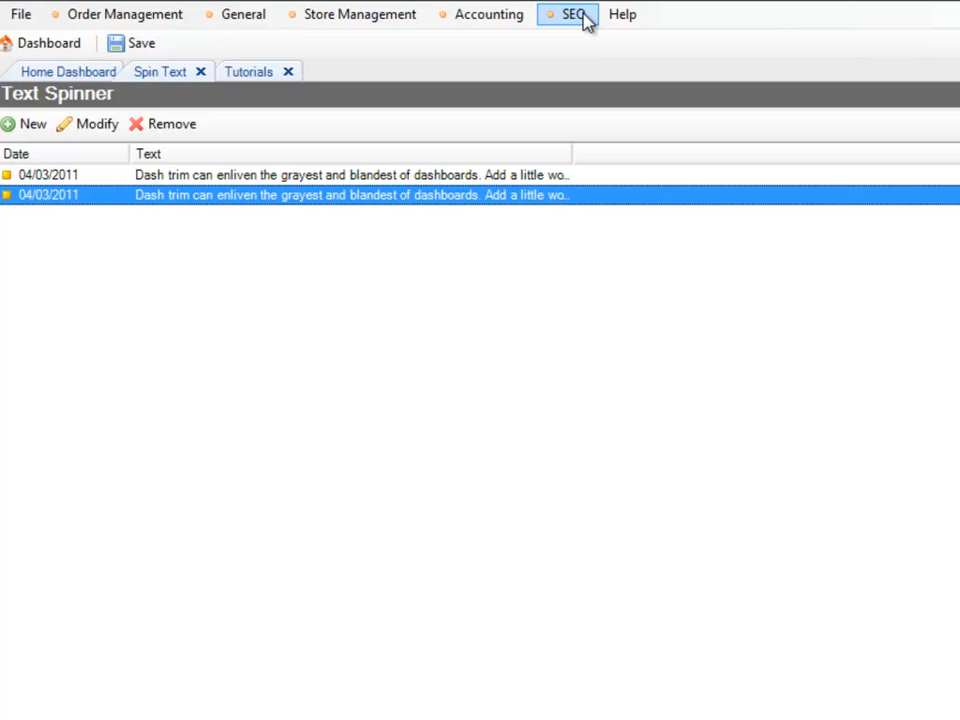 File Order Management General Store Management Accounting SEO Help
Dashboard Save
Home Dashboard Spin Text Tutorials
Text Spinner
New Modify Remove
Date Text
04/03/2011 Dash trim can enliven the grayest and blandest of dashboards. Add a little wo...
04/03/2011 Dash trim can enliven the grayest and blandest of dashboards. Add a little wo...